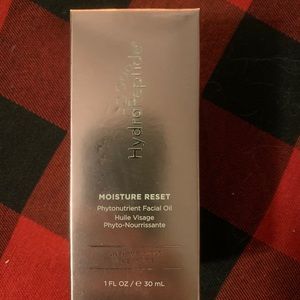 HydroPeptide
MOISTURE RESET
Phytonutrient Facial Oil
Huile Visage
Phyto-Nourrissante
1 FL OZ / ℮ 30 mL